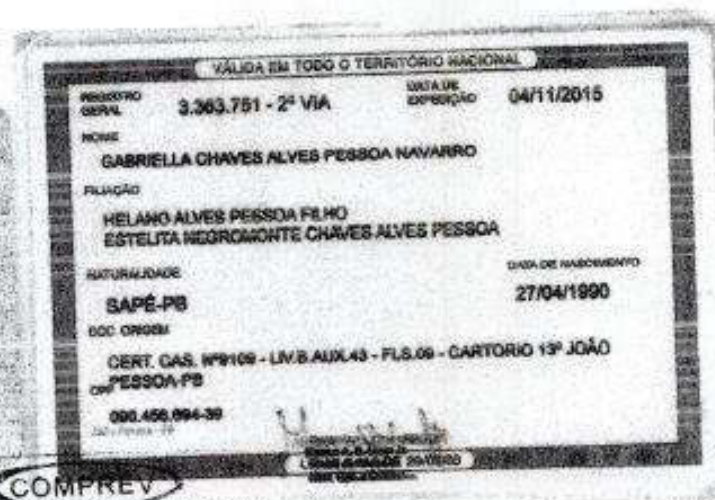 VÁLIDA EM TODO O TERRITÓRIO NACIONAL
REGISTRO GERAL 3.363.751 - 2ª VIA DATA DE EXPEDIÇÃO 04/11/2015
NOME
GABRIELLA CHAVES ALVES PESSOA NAVARRO
FILIAÇÃO
HELANO ALVES PESSOA FILHO
ESTELITA NEGROMONTE CHAVES ALVES PESSOA
NATURALIDADE DATA DE NASCIMENTO
SAPÉ-PB 27/04/1990
DOC ORIGEM
CERT. CAS. Nº9109 - LIV.B.AUX.43 - FLS.09 - CARTORIO 13º JOÃO
PESSOA-PB
CPF
090.456.694-39
COMPREV